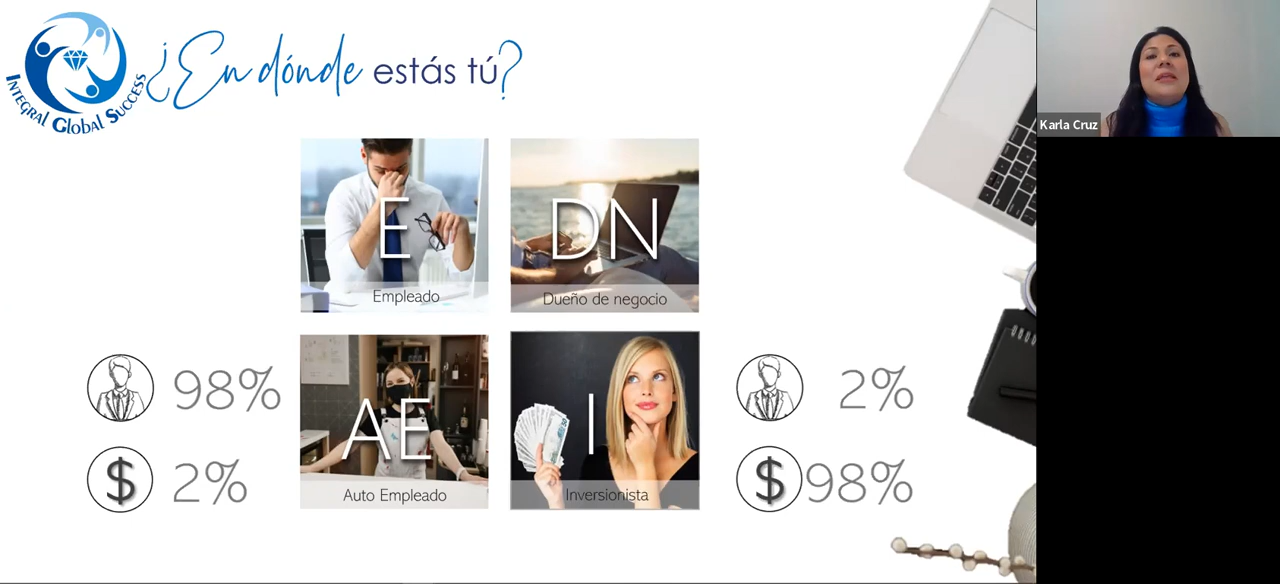 INTEGRAL GLOBAL SUCCESS
¿En dónde estás tú?
Karla Cruz
E
Empleado
DN
Dueño de negocio
98%
$ 2%
AE
Auto Empleado
I
Inversionista
2%
$ 98%